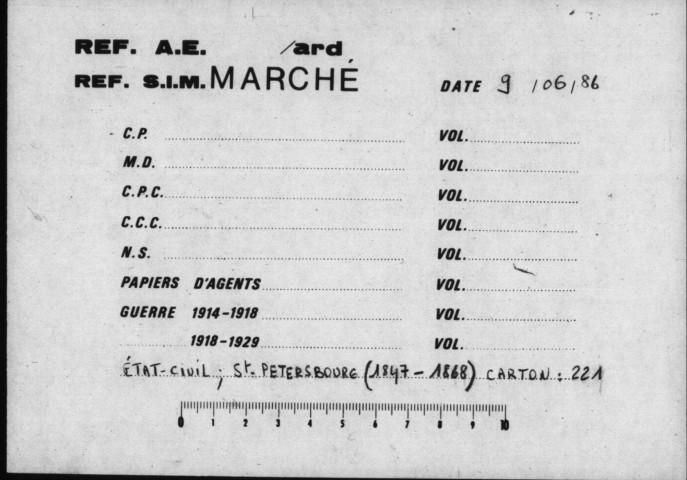 REF. A.E. /ard
REF. S.I.M. MARCHÉ DATE 9 /06/86
C.P. VOL.
M.D. VOL.
C.P.C. VOL.
C.C.C. VOL.
N.S. VOL.
PAPIERS D'AGENTS VOL.
GUERRE 1914-1918 VOL.
1918-1929 VOL.
ÉTAT-CIVIL ; St. PETERSBOURG (1847 - 1868) CARTON : 221
0 1 2 3 4 5 6 7 8 9 10